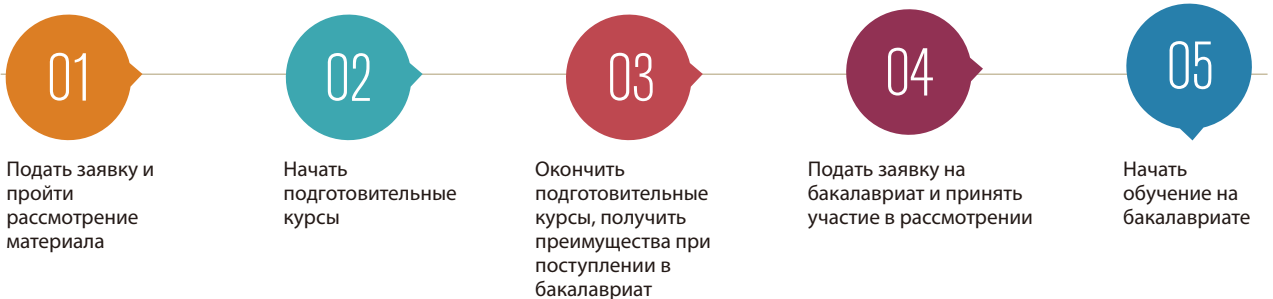 01
Подать заявку и
пройти
рассмотрение
материала
02
Начать
подготовительные
курсы
03
Окончить
подготовительные
курсы, получить
преимущества при
поступлении в
бакалавриат
04
Подать заявку на
бакалавриат и принять
участие в рассмотрении
05
Начать
обучение на
бакалавриате